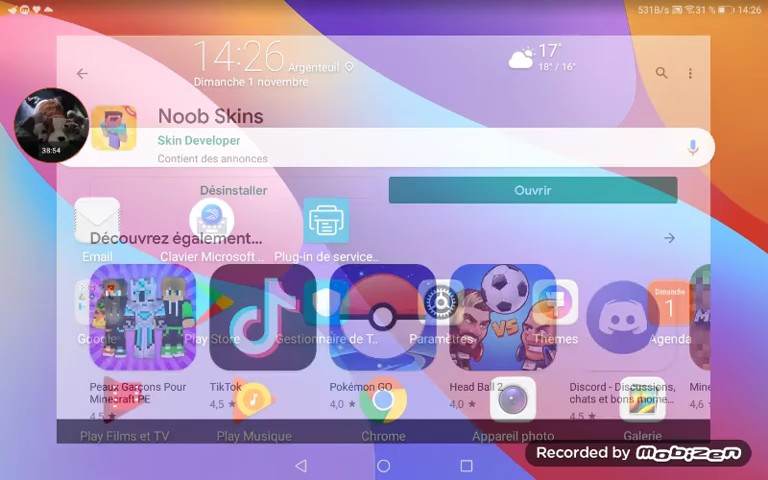 531B/s 31 % 14:26
14:26 Argenteuil
Dimanche 1 novembre
17°
18° / 16°
Noob Skins
Skin Developer
Contient des annonces
38:54
Désinstaller
Ouvrir
Découvrez également...
Email
Clavier Microsoft ..
Plug-in de service..
VS
Dimanche
1
Google
Play Store
Gestionnaire de T..
Paramètres
Thèmes
Agenda
Peaux Garçons Pour
Minecraft PE
4,5 ★
TikTok
4,5 ★
Pokémon GO
4,0 ★
Head Ball 2
4,0 ★
Discord - Discussions,
chats et bons mome...
4,5 ★
Mine
4,6 ★
Play Films et TV
Play Musique
Chrome
Appareil photo
Galerie
Recorded by mobizen